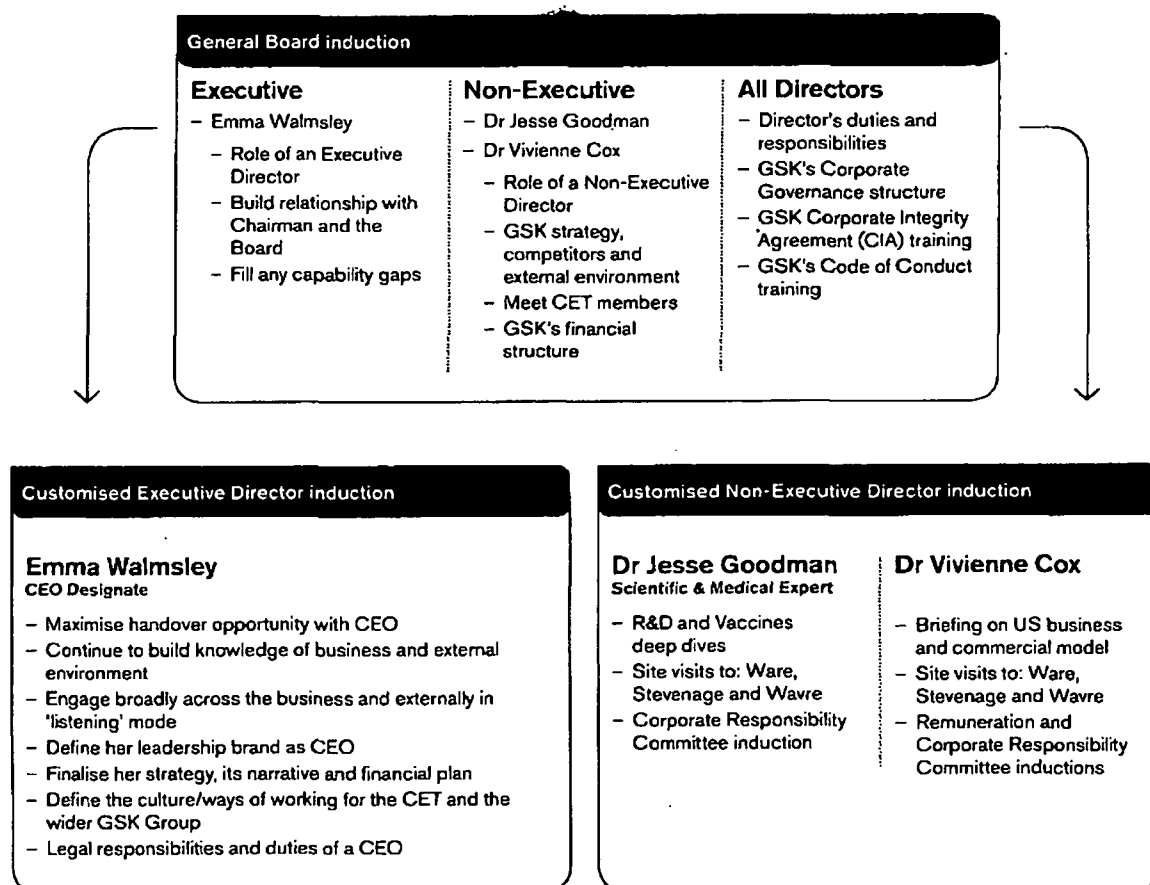 General Board induction
Executive
– Emma Walmsley
– Role of an Executive
Director
– Build relationship with
Chairman and the
Board
– Fill any capability gaps
Non-Executive
– Dr Jesse Goodman
– Dr Vivienne Cox
– Role of a Non-Executive
Director
– GSK strategy,
competitors and
external environment
– Meet CET members
– GSK's financial
structure
All Directors
– Director's duties and
responsibilities
– GSK's Corporate
Governance structure
– GSK Corporate Integrity
Agreement (CIA) training
– GSK's Code of Conduct
training
Customised Executive Director induction
Emma Walmsley
CEO Designate
– Maximise handover opportunity with CEO
– Continue to build knowledge of business and external
environment
– Engage broadly across the business and externally in
'listening' mode
– Define her leadership brand as CEO
– Finalise her strategy, its narrative and financial plan
– Define the culture/ways of working for the CET and the
wider GSK Group
– Legal responsibilities and duties of a CEO
Customised Non-Executive Director induction
Dr Jesse Goodman
Scientific & Medical Expert
– R&D and Vaccines
deep dives
– Site visits to: Ware,
Stevenage and Wavre
– Corporate Responsibility
Committee induction
Dr Vivienne Cox
– Briefing on US business
and commercial model
– Site visits to: Ware,
Stevenage and Wavre
– Remuneration and
Corporate Responsibility
Committee inductions